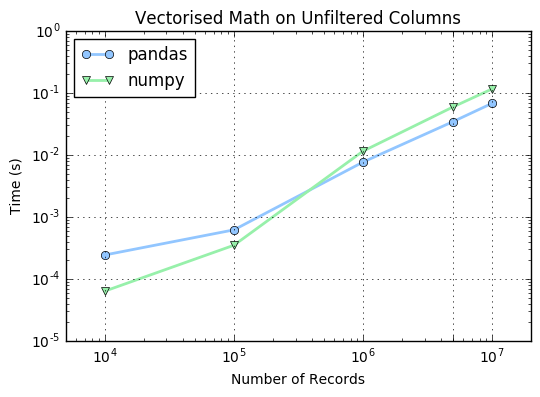 Vectorised Math on Unfiltered Columns
pandas
numpy
Time (s)
10^0
10^-1
10^-2
10^-3
10^-4
10^-5
10^4
10^5
10^6
10^7
Number of Records